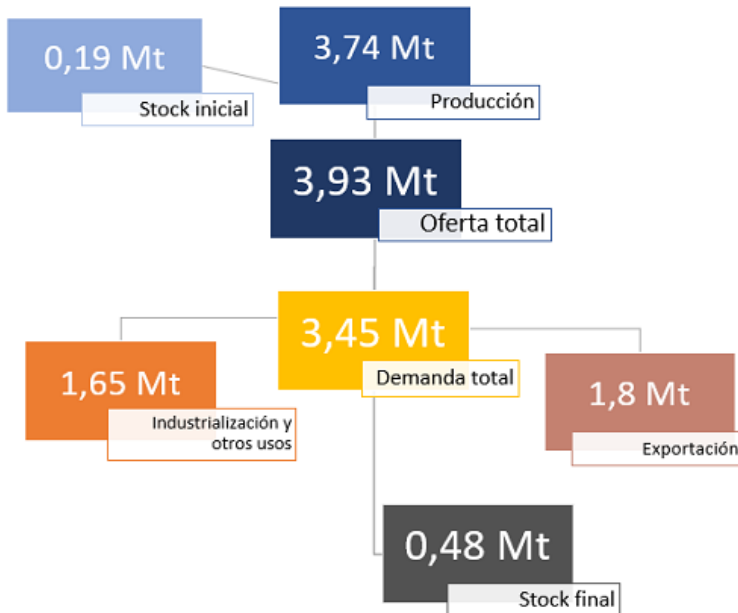 0,19 Mt
Stock inicial
3,74 Mt
Producción
3,93 Mt
Oferta total
3,45 Mt
Demanda total
1,65 Mt
Industrialización y
otros usos
1,8 Mt
Exportación
0,48 Mt
Stock final